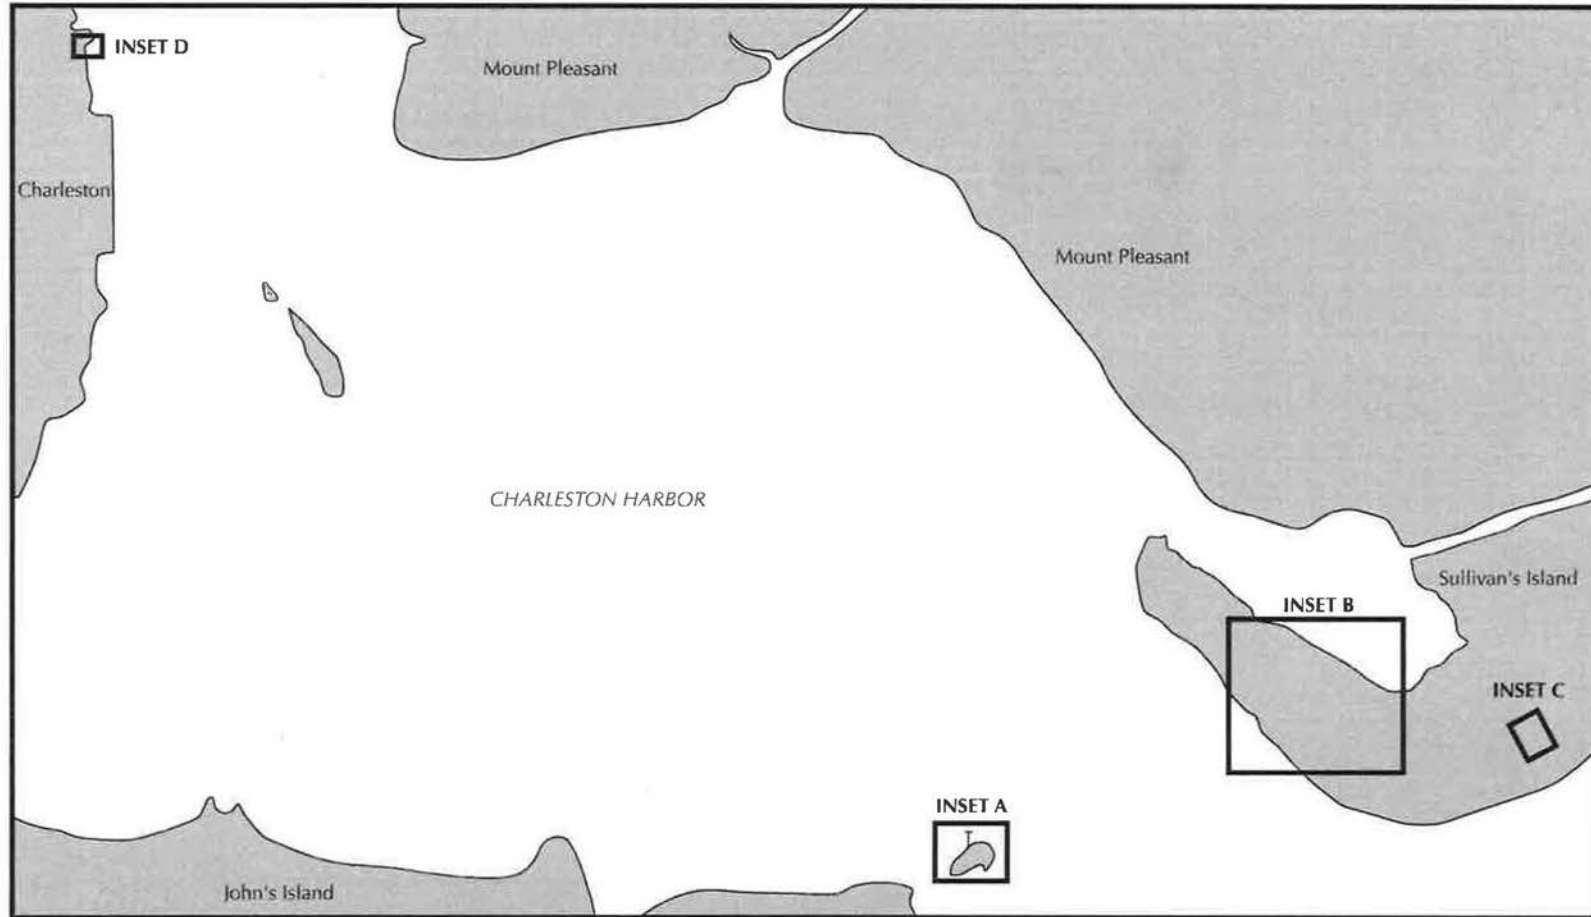 INSET D
Mount Pleasant
Charleston
Mount Pleasant
CHARLESTON HARBOR
Sullivan's Island
INSET B
INSET C
INSET A
John's Island